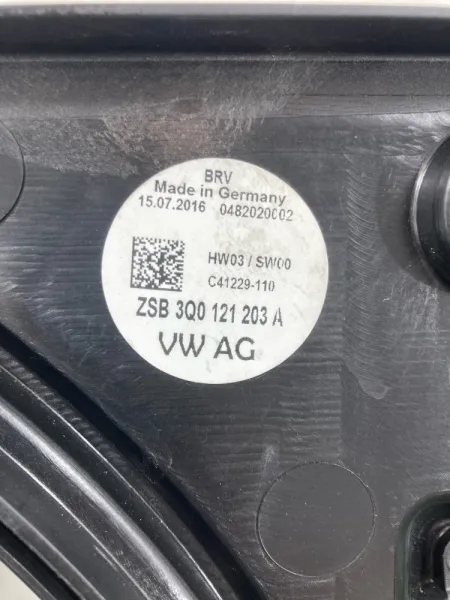 BRV
Made in Germany
15.07.2016 0482020002
HW03 / SW00
C41229-110
ZSB 3Q0 121 203 A
VW AG